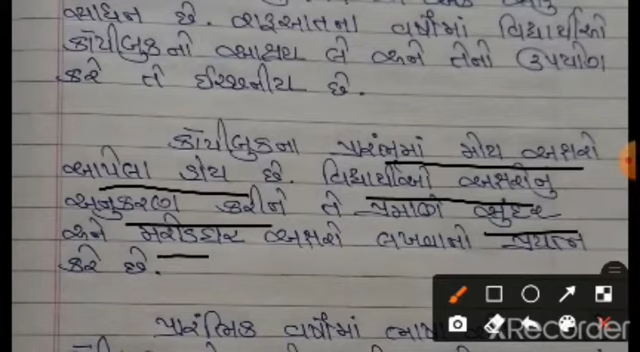 સાધન છે. શરૂઆતના વર્ષોમાં વિદ્યાર્થીઓ
કૉપીબુકનો આશ્રય લે અને તેનો ઉપયોગ
કરે તે ઈચ્છનીય છે.
કૉપીબુકના પ્રારંભમાં મોટા અક્ષરો
આપેલા હોય છે. વિદ્યાર્થીઓ અક્ષરોનું
અનુકરણ કરીને તે પ્રમાણે સુંદર
અને મરોડદાર અક્ષરો લખવાનો પ્રયત્ન
કરે છે.
પ્રારંભિક વર્ષોમાં ભાષા
XRecorder